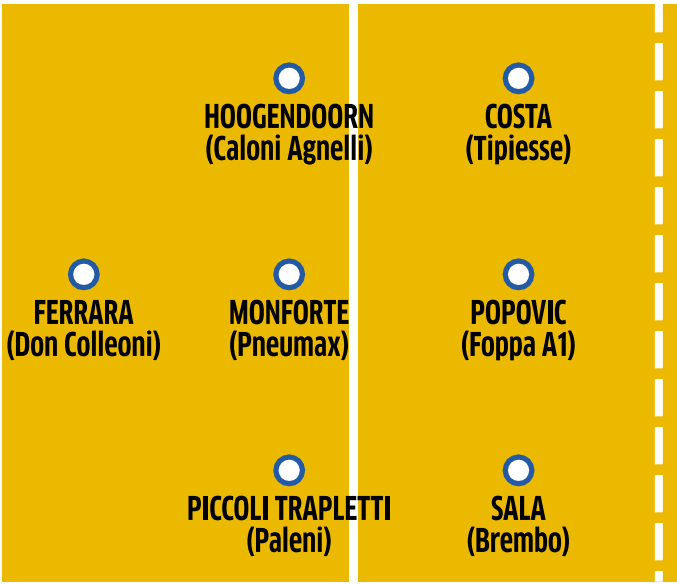 HOOGENDOORN
(Caloni Agnelli)
COSTA
(Tipiesse)
FERRARA
(Don Colleoni)
MONFORTE
(Pneumax)
POPOVIC
(Foppa A1)
PICCOLI TRAPLETTI
(Paleni)
SALA
(Brembo)